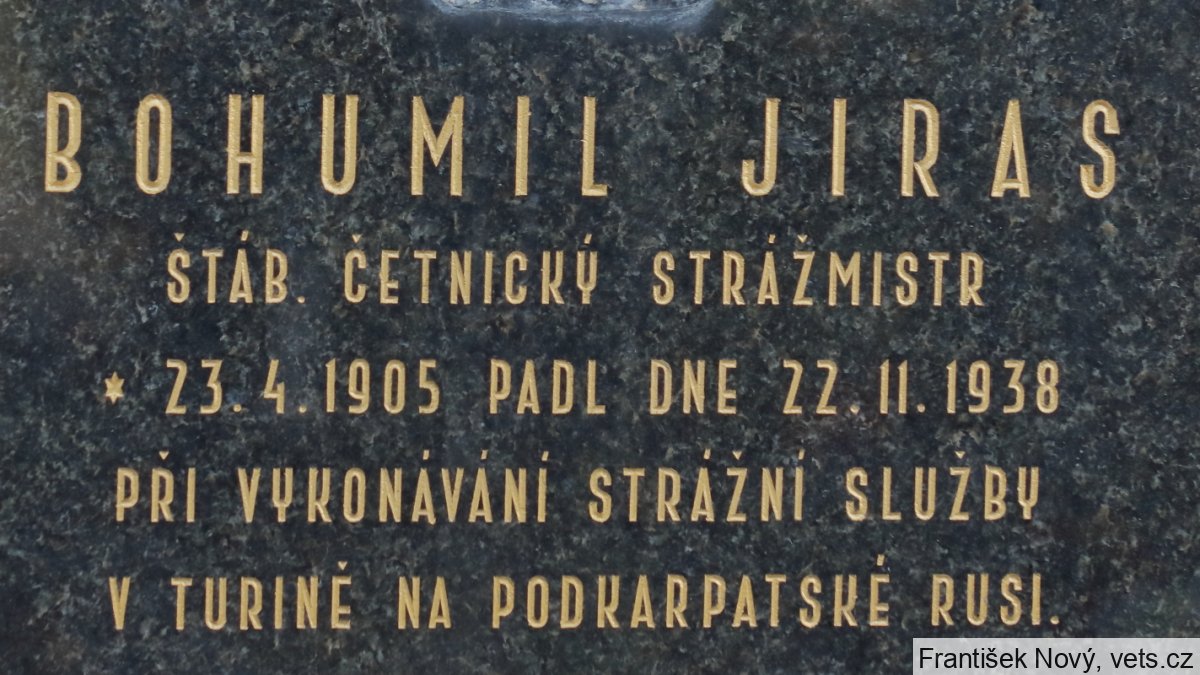 BOHUMIL JIRAS
ŠTÁB. ČETNICKÝ STRÁŽMISTR
* 23.4.1905 PADL DNE 22.11.1938
PŘI VYKONÁVÁNÍ STRÁŽNÍ SLUŽBY
V TURINĚ NA PODKARPATSKÉ RUSI.
František Nový, vets.cz